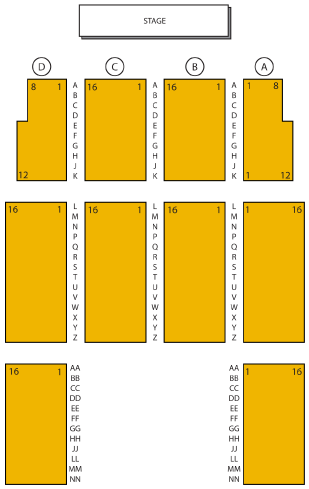 STAGE
D C B A
8 1 16 1 16 1 1 8
A A A
B B B
C C C
D D D
E E E
F F F
G G G
H H H
J J J
12 K K K 1 12
16 1 L 16 1 L 16 1 L 1 16
M M M
N N N
P P P
Q Q Q
R R R
S S S
T T T
U U U
V V V
W W W
X X X
Y Y Y
Z Z Z
16 1 AA AA 1 16
BB BB
CC CC
DD DD
EE EE
FF FF
GG GG
HH HH
JJ JJ
LL LL
MM MM
NN NN